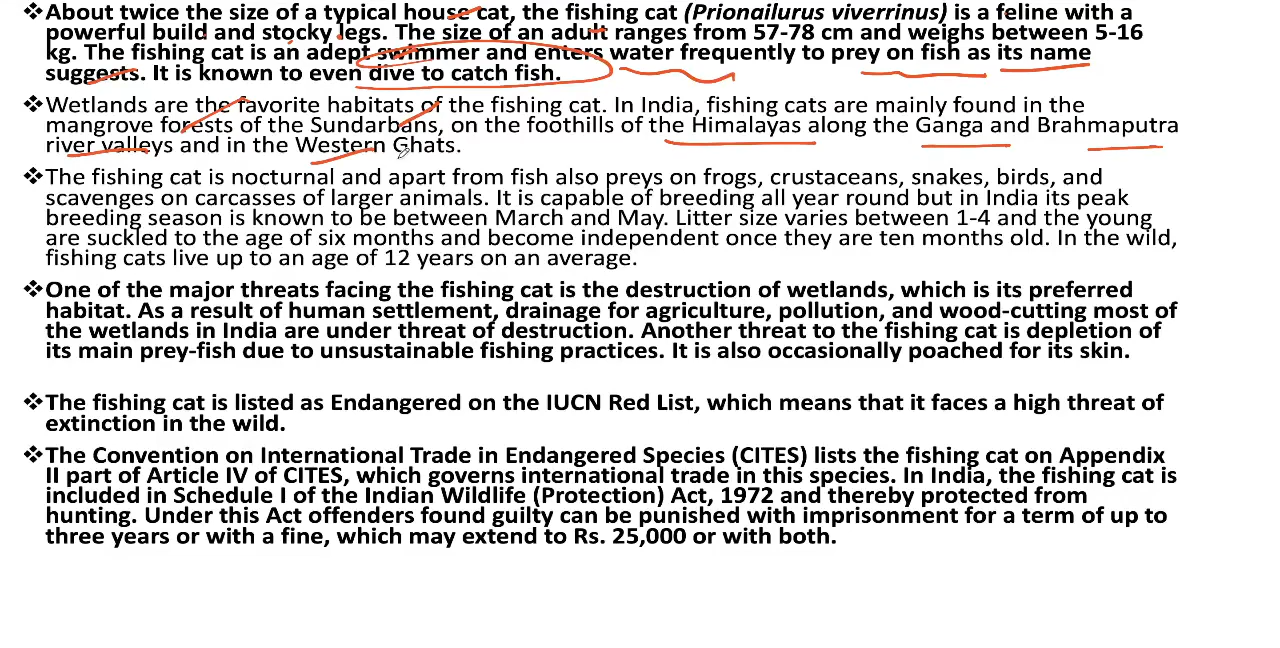 ❖About twice the size of a typical house cat, the fishing cat (Prionailurus viverrinus) is a feline with a
powerful build and stocky legs. The size of an adult ranges from 57-78 cm and weighs between 5-16
kg. The fishing cat is an adept swimmer and enters water frequently to prey on fish as its name
suggests. It is known to even dive to catch fish.
❖Wetlands are the favorite habitats of the fishing cat. In India, fishing cats are mainly found in the
mangrove forests of the Sundarbans, on the foothills of the Himalayas along the Ganga and Brahmaputra
river valleys and in the Western Ghats.
❖The fishing cat is nocturnal and apart from fish also preys on frogs, crustaceans, snakes, birds, and
scavenges on carcasses of larger animals. It is capable of breeding all year round but in India its peak
breeding season is known to be between March and May. Litter size varies between 1-4 and the young
are suckled to the age of six months and become independent once they are ten months old. In the wild,
fishing cats live up to an age of 12 years on an average.
❖One of the major threats facing the fishing cat is the destruction of wetlands, which is its preferred
habitat. As a result of human settlement, drainage for agriculture, pollution, and wood-cutting most of
the wetlands in India are under threat of destruction. Another threat to the fishing cat is depletion of
its main prey-fish due to unsustainable fishing practices. It is also occasionally poached for its skin.
❖The fishing cat is listed as Endangered on the IUCN Red List, which means that it faces a high threat of
extinction in the wild.
❖The Convention on International Trade in Endangered Species (CITES) lists the fishing cat on Appendix
II part of Article IV of CITES, which governs international trade in this species. In India, the fishing cat is
included in Schedule I of the Indian Wildlife (Protection) Act, 1972 and thereby protected from
hunting. Under this Act offenders found guilty can be punished with imprisonment for a term of up to
three years or with a fine, which may extend to Rs. 25,000 or with both.